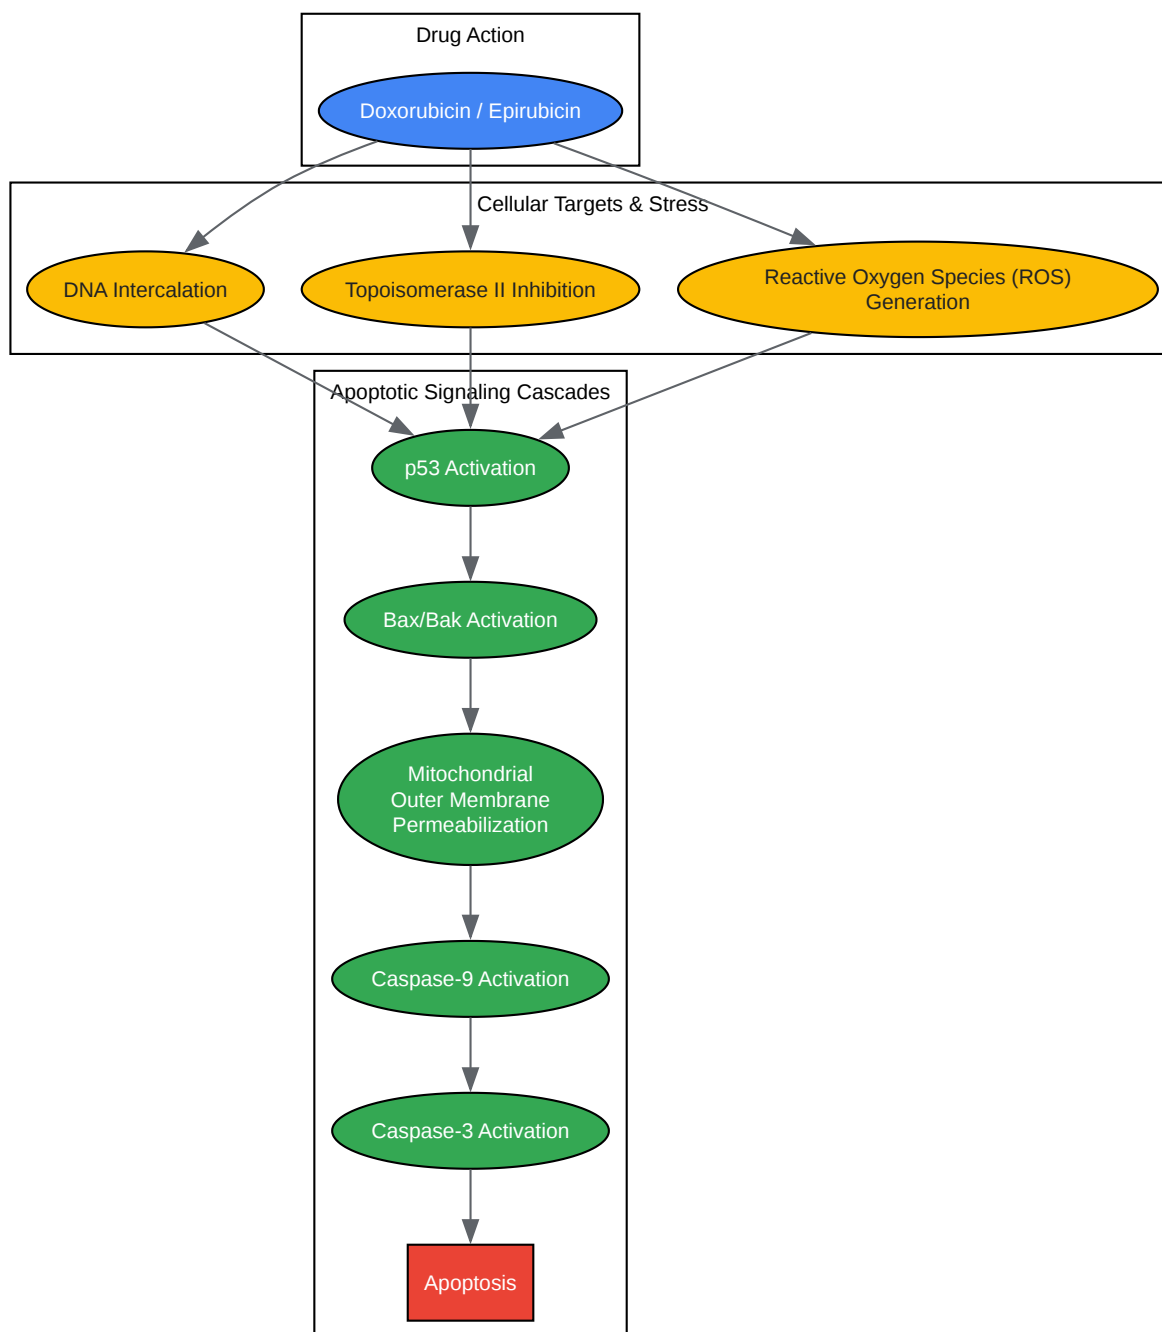 Drug Action
Doxorubicin / Epirubicin
Cellular Targets & Stress
DNA Intercalation
Topoisomerase II Inhibition
Reactive Oxygen Species (ROS)
Generation
Apoptotic Signaling Cascades
p53 Activation
Bax/Bak Activation
Mitochondrial
Outer Membrane
Permeabilization
Caspase-9 Activation
Caspase-3 Activation
Apoptosis